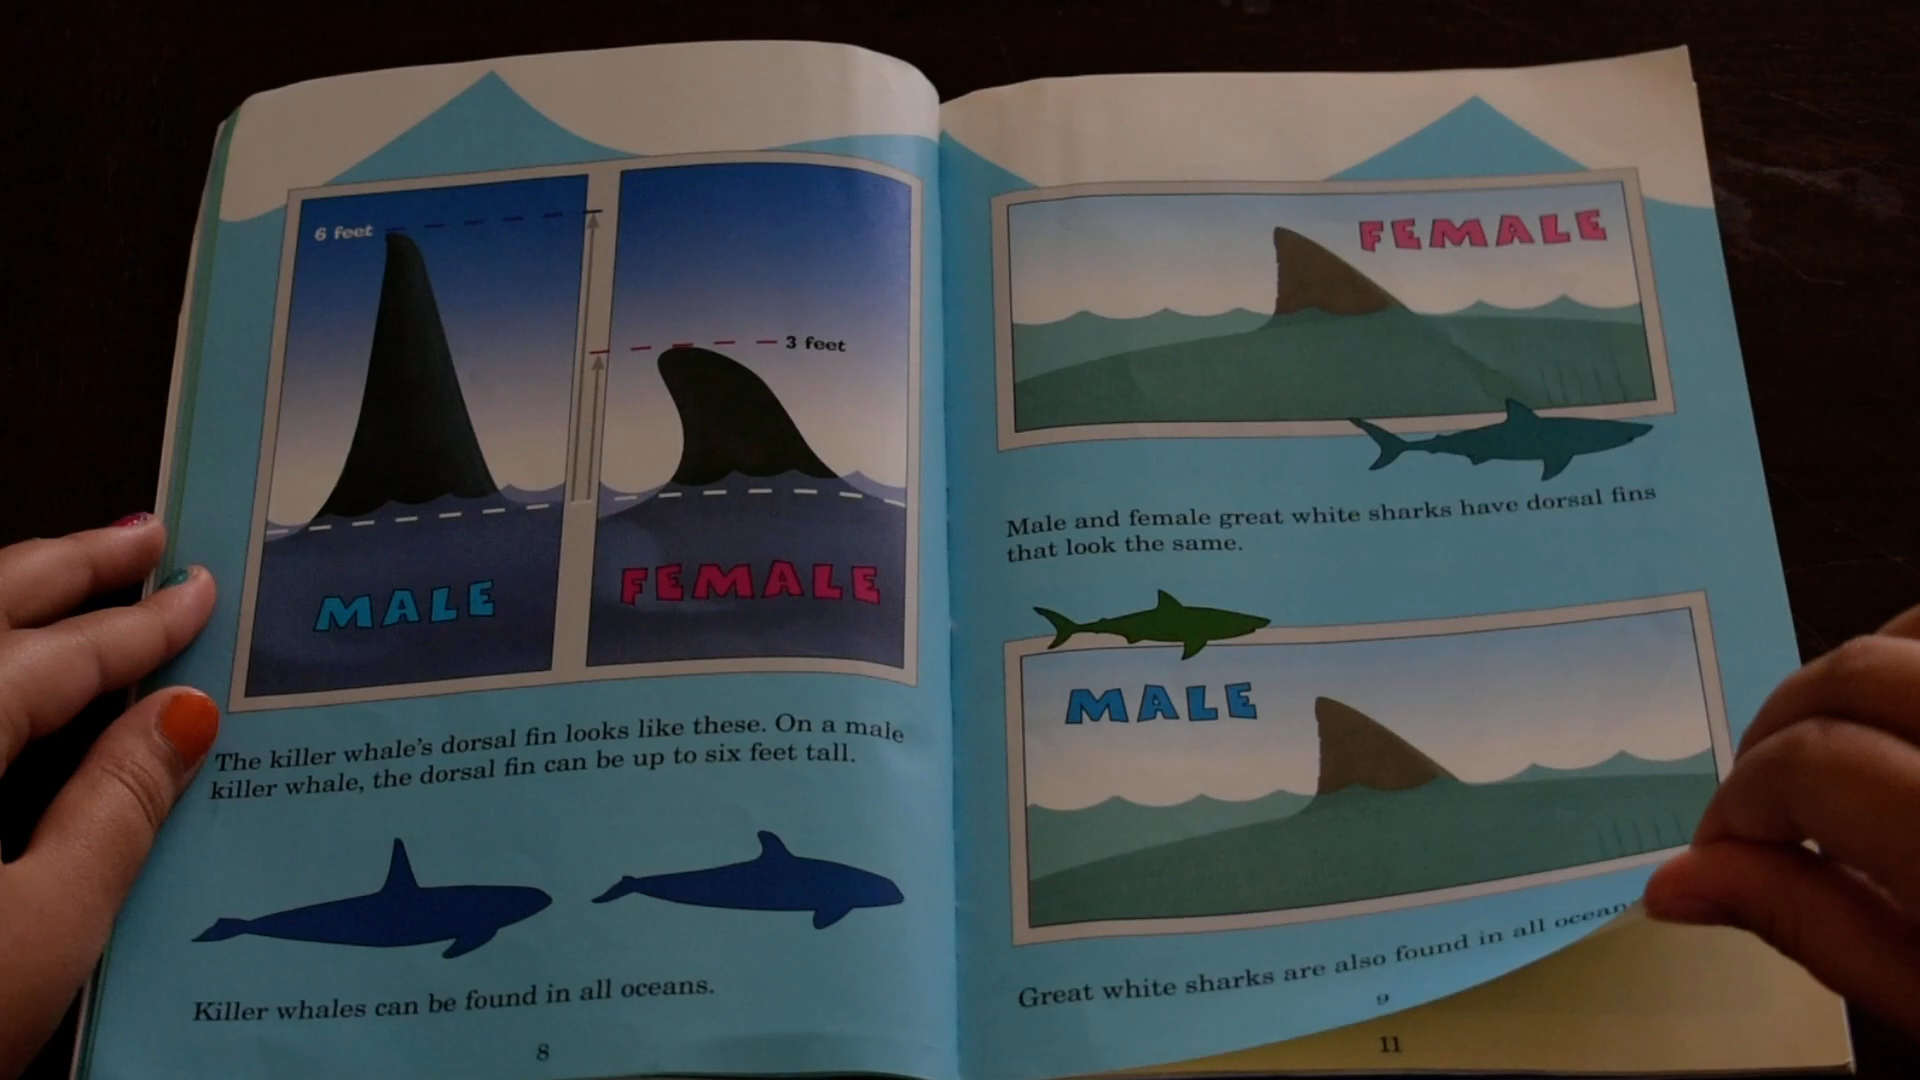 6 feet
3 feet
MALE
FEMALE
The killer whale's dorsal fin looks like these. On a male
killer whale, the dorsal fin can be up to six feet tall.
Killer whales can be found in all oceans.
8
FEMALE
Male and female great white sharks have dorsal fins
that look the same.
MALE
Great white sharks are also found in all ocean
9
11